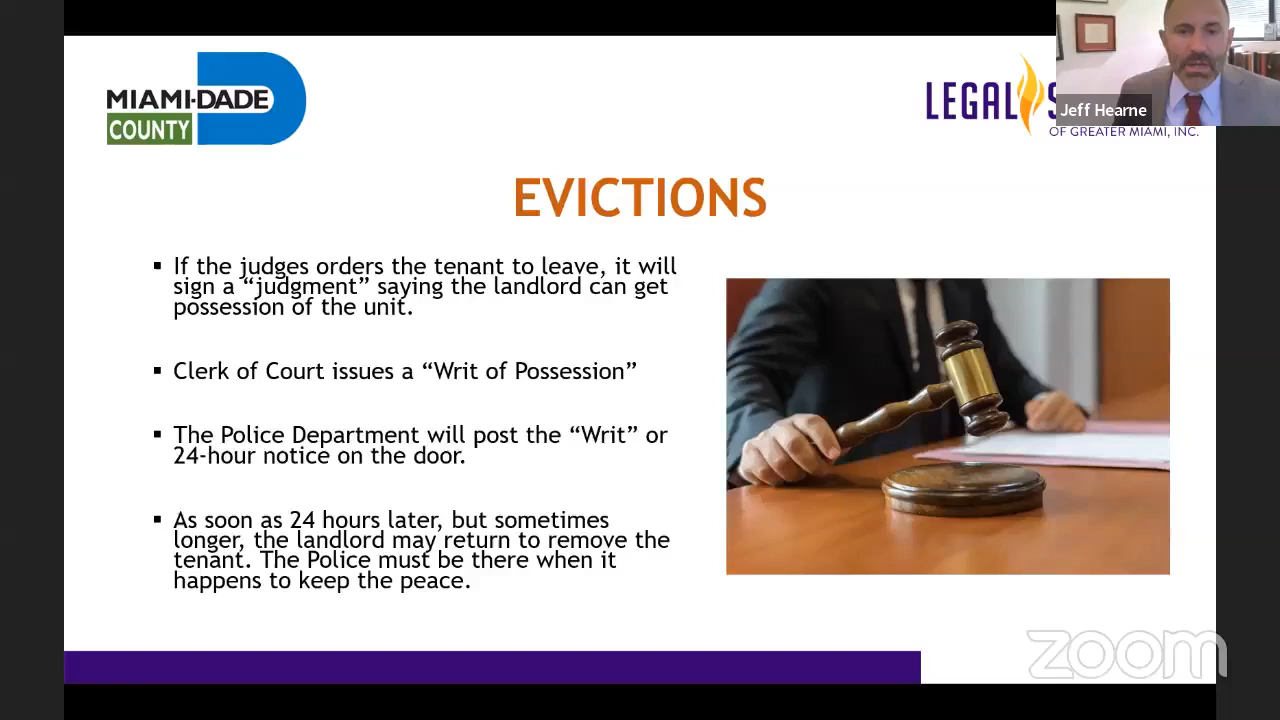 MIAMI-DADE
COUNTY
LEGAL
Jeff Hearne
OF GREATER MIAMI, INC.
EVICTIONS
▪ If the judges orders the tenant to leave, it will
sign a “judgment” saying the landlord can get
possession of the unit.
▪ Clerk of Court issues a “Writ of Possession”
▪ The Police Department will post the “Writ” or
24-hour notice on the door.
▪ As soon as 24 hours later, but sometimes
longer, the landlord may return to remove the
tenant. The Police must be there when it
happens to keep the peace.
zoom